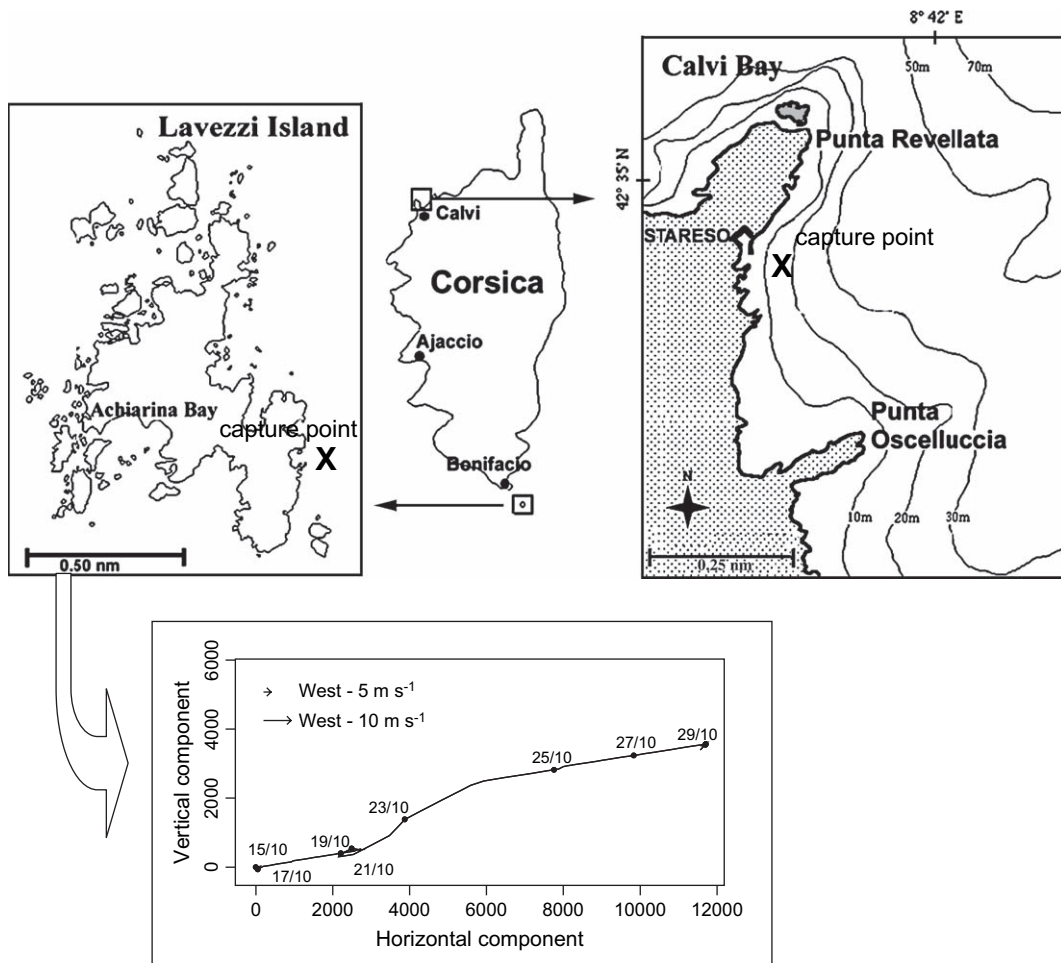 Lavezzi Island
Achiarina Bay
capture point
X
0.50 nm
Calvi
Corsica
Ajaccio
Bonifacio
8° 42' E
Calvi Bay
50m
70m
Punta Revellata
42° 35' N
STARESO
capture point
X
Punta
Oscelluccia
N
10m
20m
30m
0.25 nm
6000
4000
2000
0
Vertical component
West - 5 m s-1
West - 10 m s-1
15/10
17/10
19/10
21/10
23/10
25/10
27/10
29/10
0 2000 4000 6000 8000 10000 12000
Horizontal component